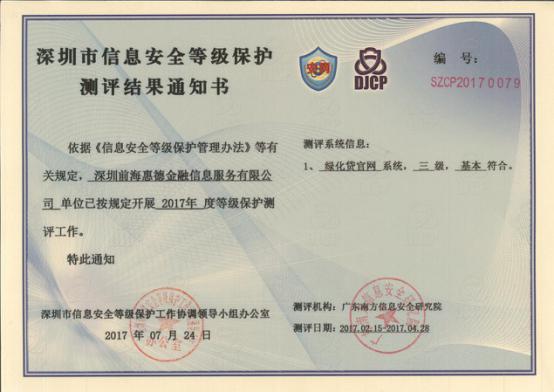 深圳市信息安全等级保护
测评结果通知书
DJCP
编 号：
SZCP20170079
依据《信息安全等级保护管理办法》等有
关规定，深圳前海惠德金融信息服务有限公
司 单位已按规定开展 2017年 度等级保护测
评工作。
特此通知
测评系统信息：
1、 绿化贷官网 系统，三 级，基本 符合。
深圳市信息安全等级保护工作协调领导小组办公室
2017 年 07 月 24 日
办公室
测评机构： 广东南方信息安全研究院
测评日期：2017.02.15-2017.04.28